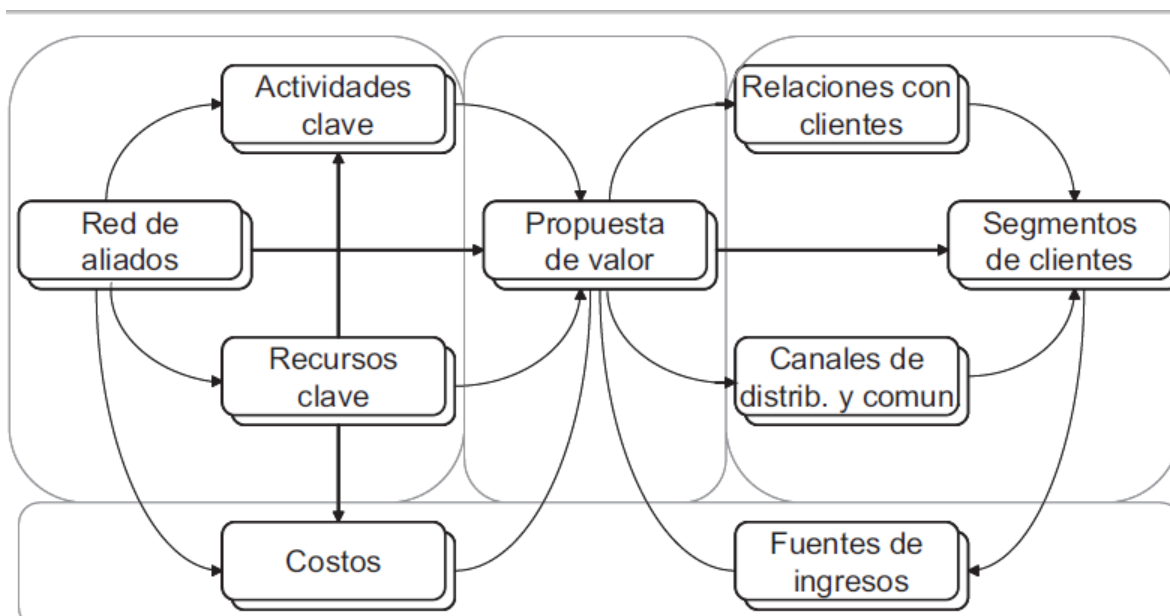 Actividades
clave
Relaciones con
clientes
Red de
aliados
Propuesta
de valor
Segmentos
de clientes
Recursos
clave
Canales de
distrib. y comun.
Costos
Fuentes de
ingresos